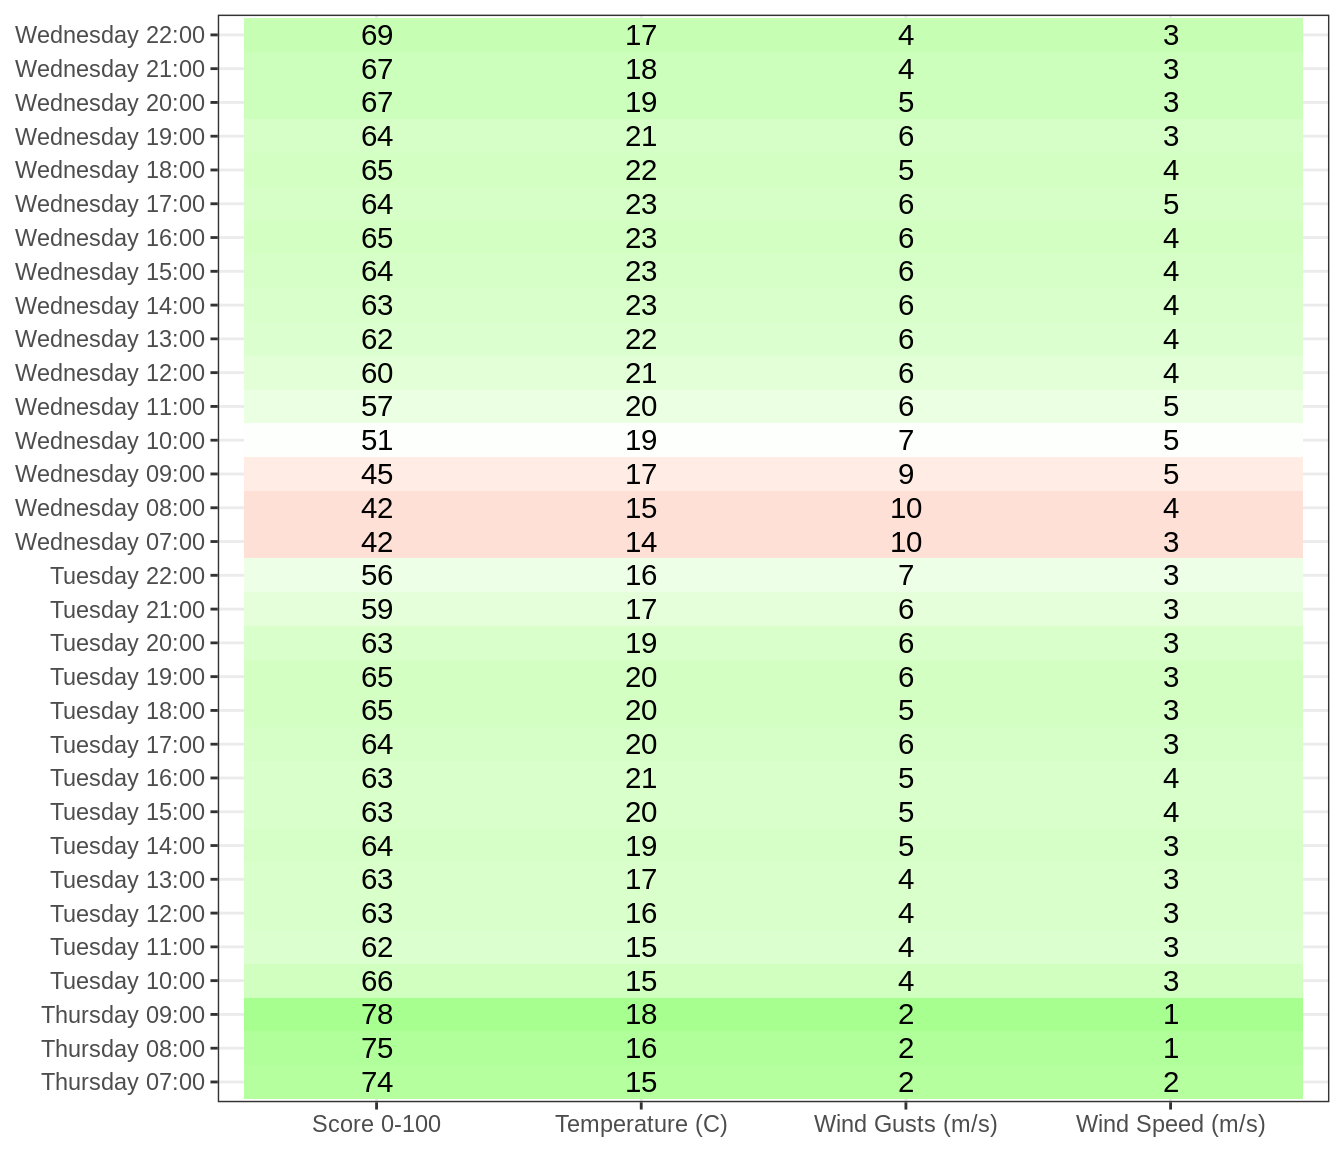 Wednesday 22:00 69 17 4 3
Wednesday 21:00 67 18 4 3
Wednesday 20:00 67 19 5 3
Wednesday 19:00 64 21 6 3
Wednesday 18:00 65 22 5 4
Wednesday 17:00 64 23 6 5
Wednesday 16:00 65 23 6 4
Wednesday 15:00 64 23 6 4
Wednesday 14:00 63 23 6 4
Wednesday 13:00 62 22 6 4
Wednesday 12:00 60 21 6 4
Wednesday 11:00 57 20 6 5
Wednesday 10:00 51 19 7 5
Wednesday 09:00 45 17 9 5
Wednesday 08:00 42 15 10 4
Wednesday 07:00 42 14 10 3
Tuesday 22:00 56 16 7 3
Tuesday 21:00 59 17 6 3
Tuesday 20:00 63 19 6 3
Tuesday 19:00 65 20 6 3
Tuesday 18:00 65 20 5 3
Tuesday 17:00 64 20 6 3
Tuesday 16:00 63 21 5 4
Tuesday 15:00 63 20 5 4
Tuesday 14:00 64 19 5 3
Tuesday 13:00 63 17 4 3
Tuesday 12:00 63 16 4 3
Tuesday 11:00 62 15 4 3
Tuesday 10:00 66 15 4 3
Thursday 09:00 78 18 2 1
Thursday 08:00 75 16 2 1
Thursday 07:00 74 15 2 2
Score 0-100 Temperature (C) Wind Gusts (m/s) Wind Speed (m/s)